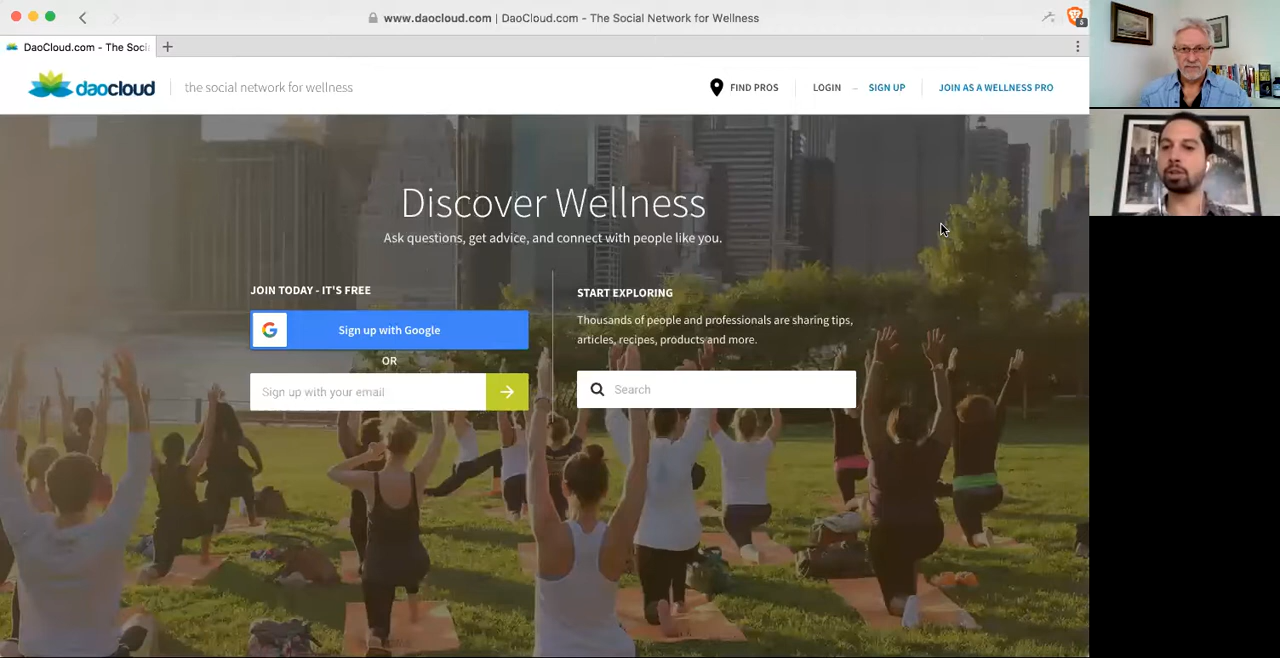 www.daocloud.com | DaoCloud.com - The Social Network for Wellness
5
DaoCloud.com - The Soci
daocloud
the social network for wellness
FIND PROS
LOGIN
–
SIGN UP
JOIN AS A WELLNESS PRO
Discover Wellness
Ask questions, get advice, and connect with people like you.
JOIN TODAY - IT'S FREE
G
Sign up with Google
OR
Sign up with your email
START EXPLORING
Thousands of people and professionals are sharing tips,
articles, recipes, products and more.
Search